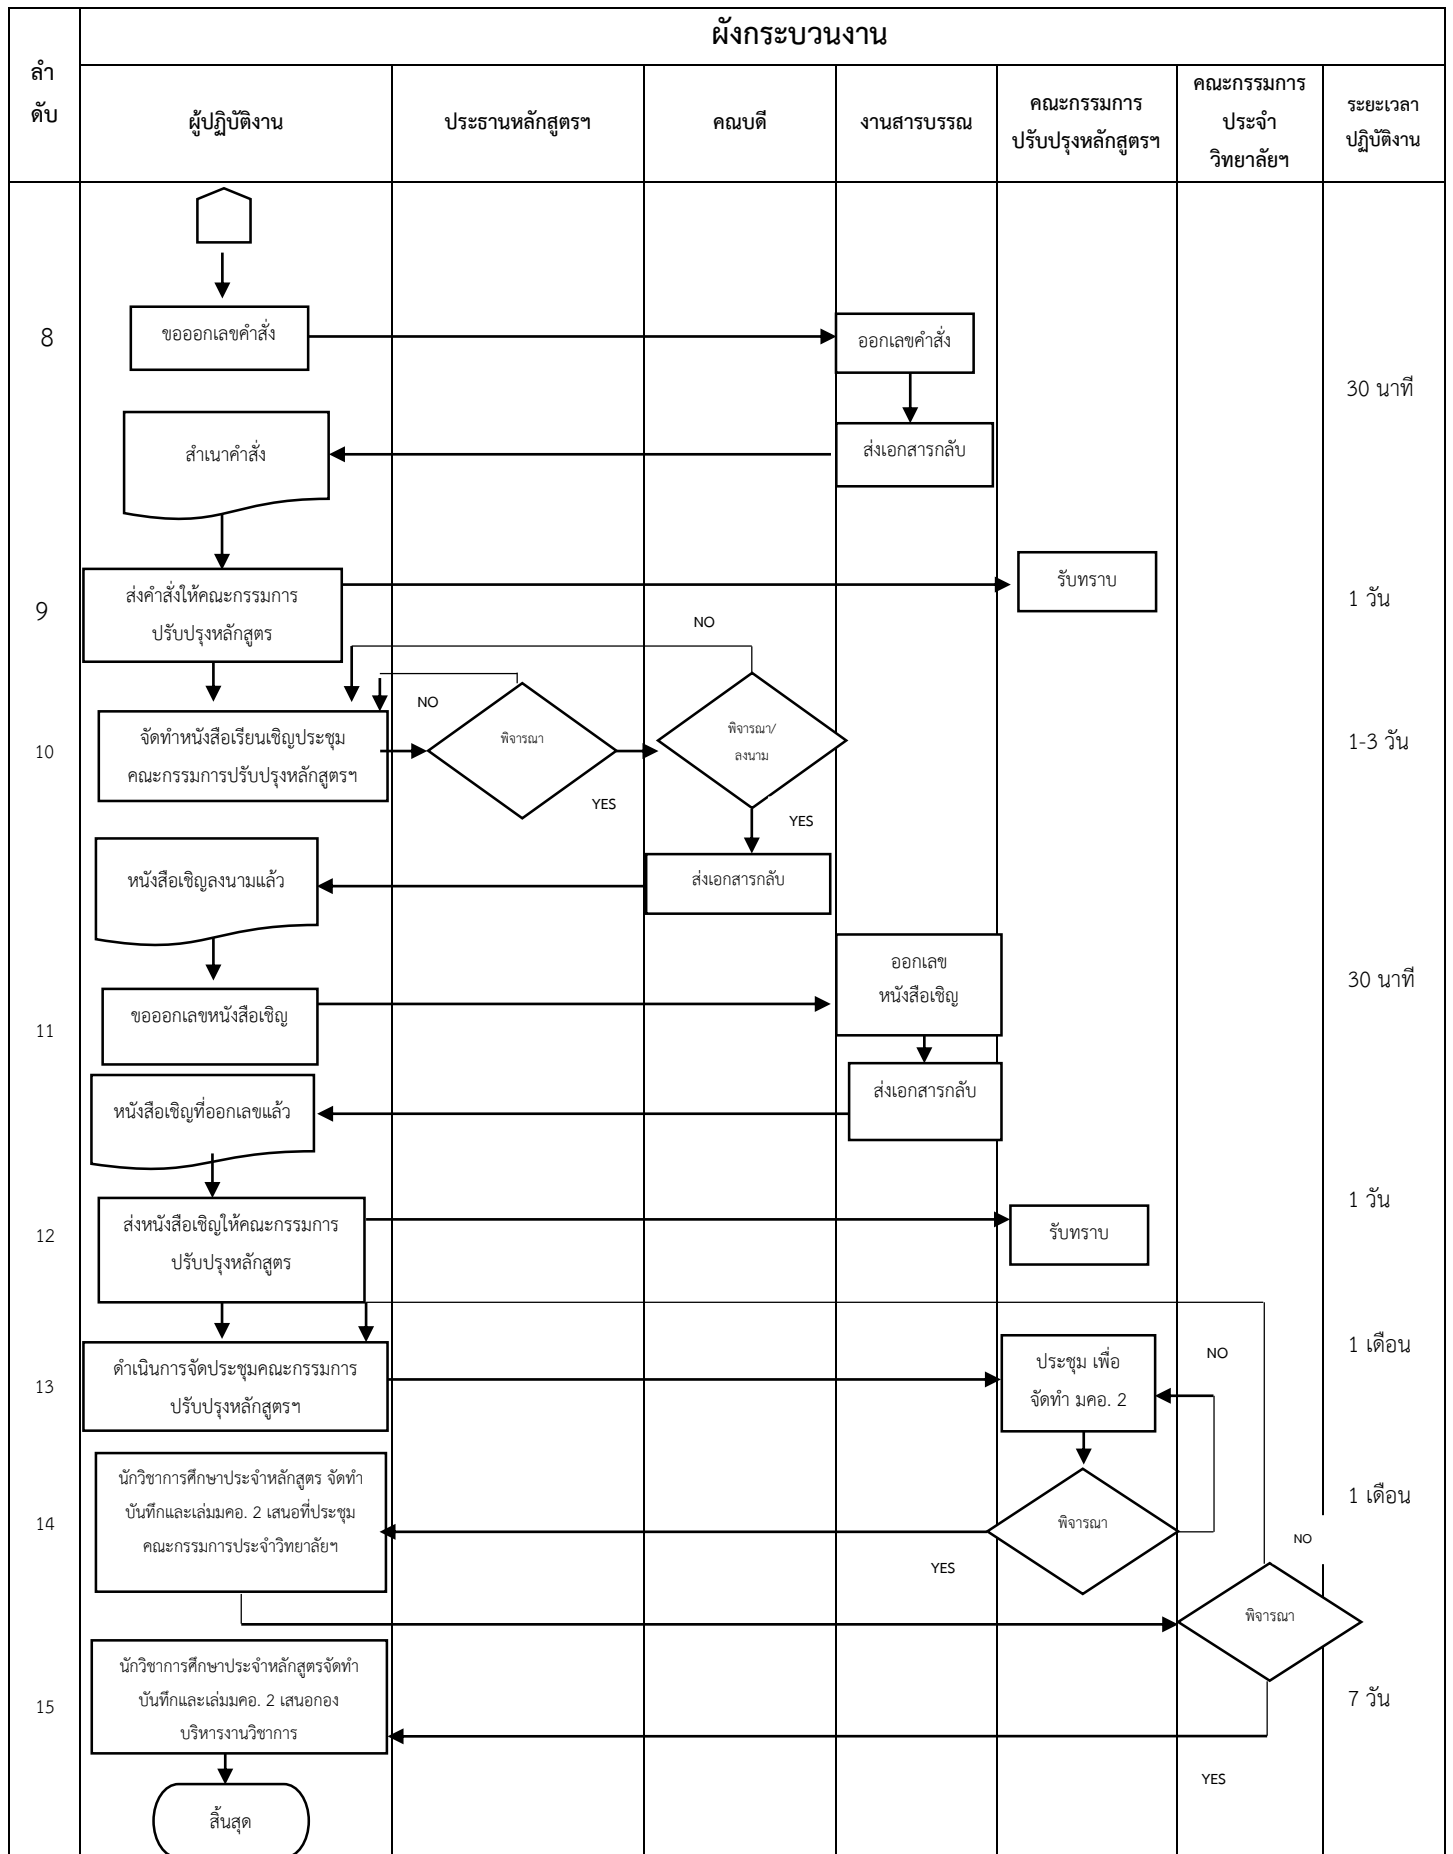 ผังกระบวนงาน
ลำ
ดับ
ผู้ปฏิบัติงาน
ประธานหลักสูตรฯ
คณบดี
งานสารบรรณ
คณะกรรมการ
ปรับปรุงหลักสูตรฯ
คณะกรรมการ
ประจำ
วิทยาลัยฯ
ระยะเวลา
ปฏิบัติงาน
8
ขอออกเลขคำสั่ง
ออกเลขคำสั่ง
30 นาที
สำเนาคำสั่ง
ส่งเอกสารกลับ
9
ส่งคำสั่งให้คณะกรรมการ
ปรับปรุงหลักสูตร
รับทราบ
1 วัน
NO
NO
10
จัดทำหนังสือเรียนเชิญประชุม
คณะกรรมการปรับปรุงหลักสูตรฯ
พิจารณา
พิจารณา/
ลงนาม
1-3 วัน
YES
YES
หนังสือเชิญลงนามแล้ว
ส่งเอกสารกลับ
ออกเลข
หนังสือเชิญ
30 นาที
11
ขอออกเลขหนังสือเชิญ
หนังสือเชิญที่ออกเลขแล้ว
ส่งเอกสารกลับ
12
ส่งหนังสือเชิญให้คณะกรรมการ
ปรับปรุงหลักสูตร
รับทราบ
1 วัน
13
ดำเนินการจัดประชุมคณะกรรมการ
ปรับปรุงหลักสูตรฯ
ประชุม เพื่อ
จัดทำ มคอ. 2
NO
1 เดือน
14
นักวิชาการศึกษาประจำหลักสูตร จัดทำ
บันทึกและเล่มมคอ. 2 เสนอที่ประชุม
คณะกรรมการประจำวิทยาลัยฯ
พิจารณา
1 เดือน
NO
YES
พิจารณา
15
นักวิชาการศึกษาประจำหลักสูตรจัดทำ
บันทึกและเล่มมคอ. 2 เสนอกอง
บริหารงานวิชาการ
7 วัน
YES
สิ้นสุด